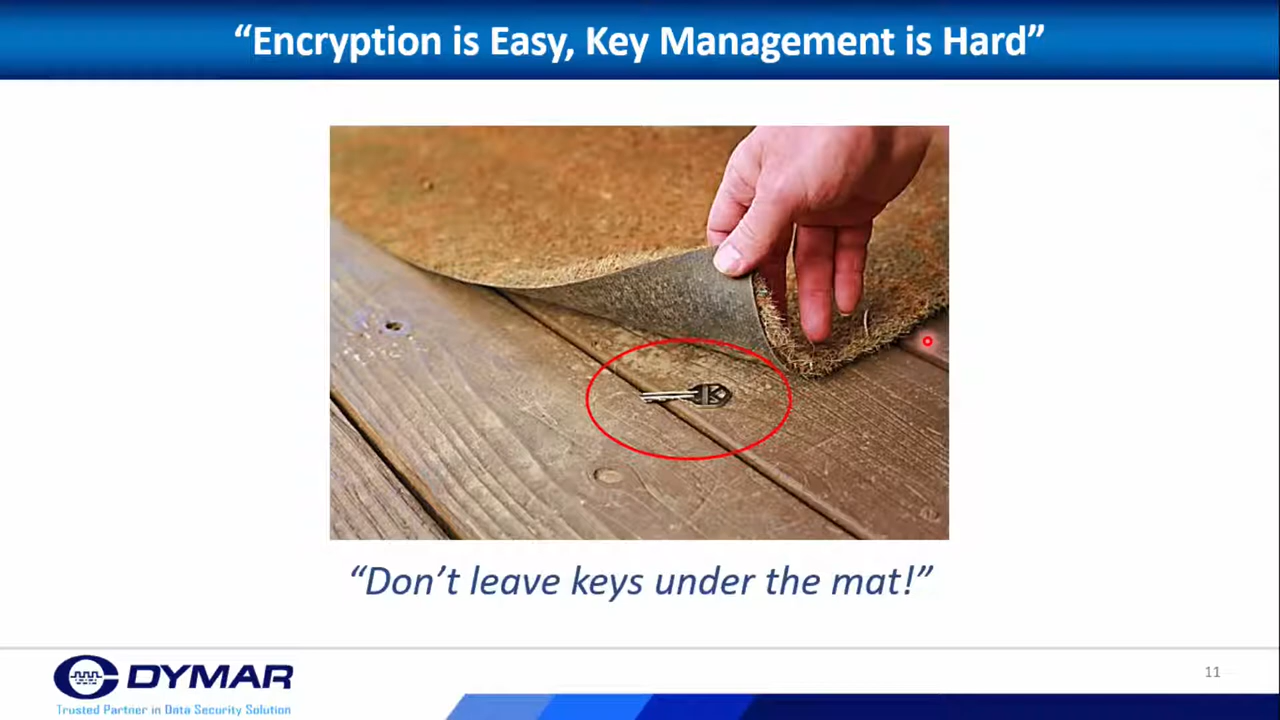 “Encryption is Easy, Key Management is Hard”
“Don’t leave keys under the mat!”
DYMAR
Trusted Partner in Data Security Solution
11